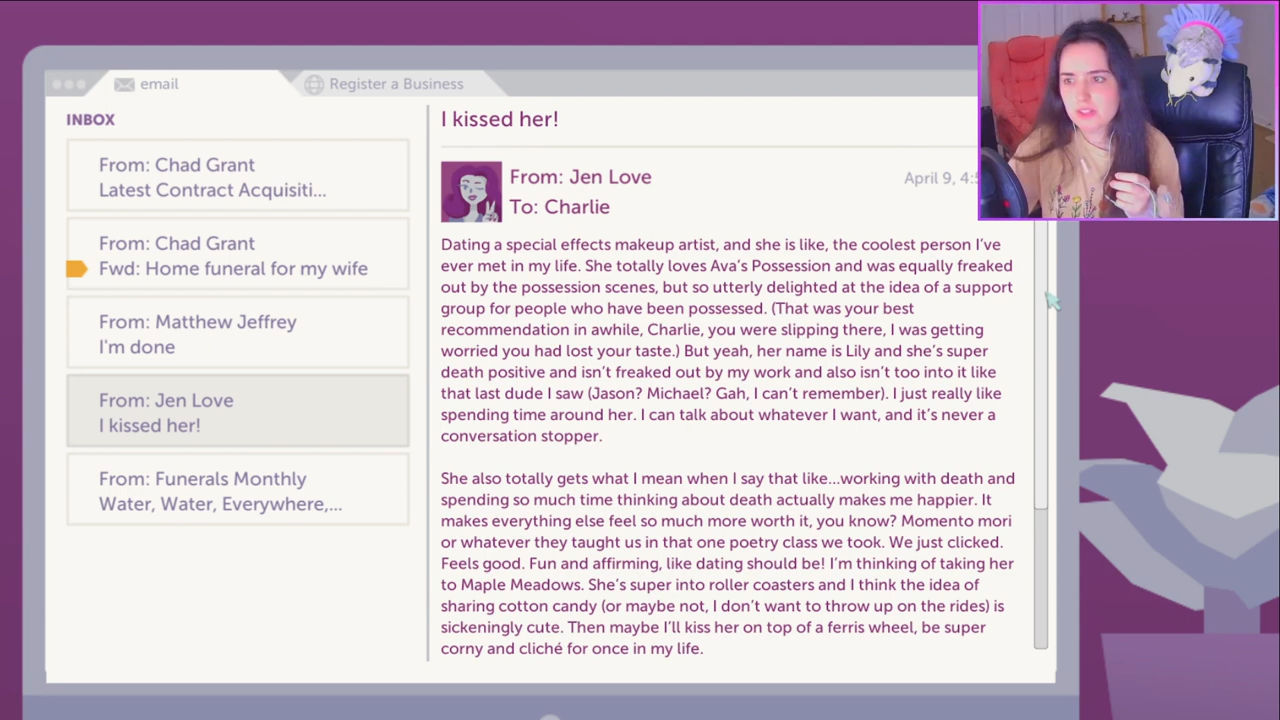 email
Register a Business
INBOX
From: Chad Grant
Latest Contract Acquisiti...
From: Chad Grant
Fwd: Home funeral for my wife
From: Matthew Jeffrey
I'm done
From: Jen Love
I kissed her!
From: Funerals Monthly
Water, Water, Everywhere,...
I kissed her!
From: Jen Love
April 9, 4:5
To: Charlie
Dating a special effects makeup artist, and she is like, the coolest person I've
ever met in my life. She totally loves Ava's Possession and was equally freaked
out by the possession scenes, but so utterly delighted at the idea of a support
group for people who have been possessed. (That was your best
recommendation in awhile, Charlie, you were slipping there, I was getting
worried you had lost your taste.) But yeah, her name is Lily and she's super
death positive and isn't freaked out by my work and also isn't too into it like
that last dude I saw (Jason? Michael? Gah, I can't remember). I just really like
spending time around her. I can talk about whatever I want, and it's never a
conversation stopper.
She also totally gets what I mean when I say that like...working with death and
spending so much time thinking about death actually makes me happier. It
makes everything else feel so much more worth it, you know? Momento mori
or whatever they taught us in that one poetry class we took. We just clicked.
Feels good. Fun and affirming, like dating should be! I'm thinking of taking her
to Maple Meadows. She's super into roller coasters and I think the idea of
sharing cotton candy (or maybe not, I don't want to throw up on the rides) is
sickeningly cute. Then maybe I'll kiss her on top of a ferris wheel, be super
corny and cliché for once in my life.